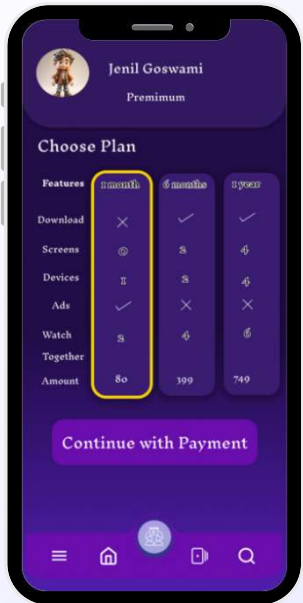 Jenil Goswami
Premimum
Choose Plan
Features 1 month 6 months 1 year
Download
Screens 0 2 4
Devices 1 2 4
Ads
Watch Together 2 4 6
Amount 80 399 749
Continue with Payment